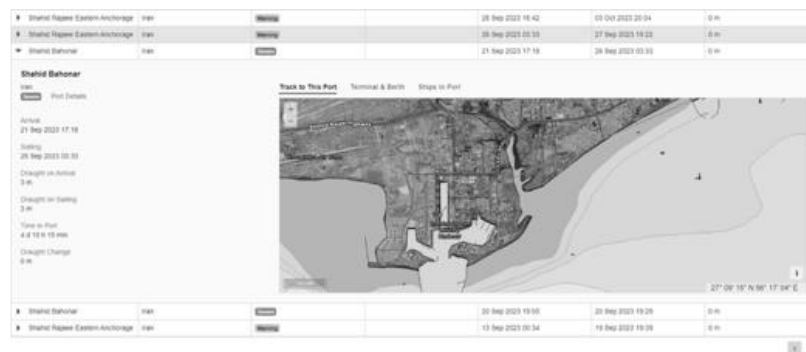 Shahid Rajaee Eastern Anchorage Iran Warning 28 Sep 2023 16:42 03 Oct 2023 20:04 0 m
Shahid Rajaee Eastern Anchorage Iran Warning 26 Sep 2023 03:33 27 Sep 2023 19:22 0 m
Shahid Bahonar Iran 21 Sep 2023 17:18 26 Sep 2023 03:33 0 m
Shahid Bahonar
Iran
Port Details
Track to This Port Terminal & Berth Ships in Port
Arrival
21 Sep 2023 17:18
Sailing
26 Sep 2023 03:33
Draught on Arrival
3 m
Draught on Sailing
3 m
Time in Port
4 d 10 h 15 min
Draught Change
0 m
27° 09' 15" N 56° 17' 04" E
Shahid Bahonar Iran 20 Sep 2023 19:05 20 Sep 2023 19:29 0 m
Shahid Rajaee Eastern Anchorage Iran Warning 13 Sep 2023 00:34 19 Sep 2023 19:39 0 m